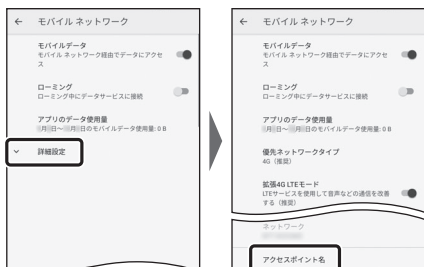 モバイル ネットワーク
モバイルデータ
モバイル ネットワーク経由でデータにアクセ
ス
ローミング
ローミング中にデータサービスに接続
アプリのデータ使用量
月 日〜 月 日のモバイルデータ使用量: 0 B
詳細設定
モバイル ネットワーク
モバイルデータ
モバイル ネットワーク経由でデータにアクセ
ス
ローミング
ローミング中にデータサービスに接続
アプリのデータ使用量
月 日〜 月 日のモバイルデータ使用量: 0 B
優先ネットワークタイプ
4G（推奨）
拡張4G LTEモード
LTEサービスを使用して音声などの通信を改善
する（推奨）
ネットワーク
アクセスポイント名